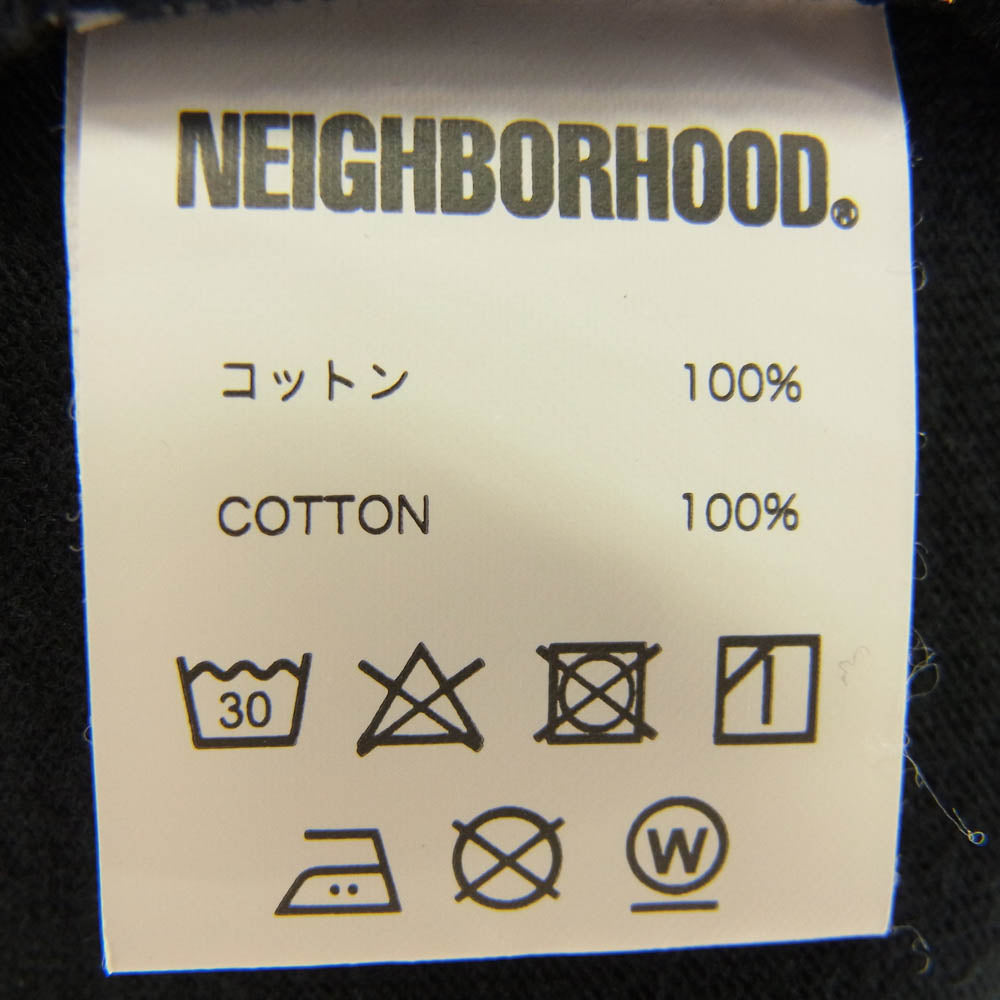 NEIGHBORHOOD®
コットン 100%
COTTON 100%
30
W